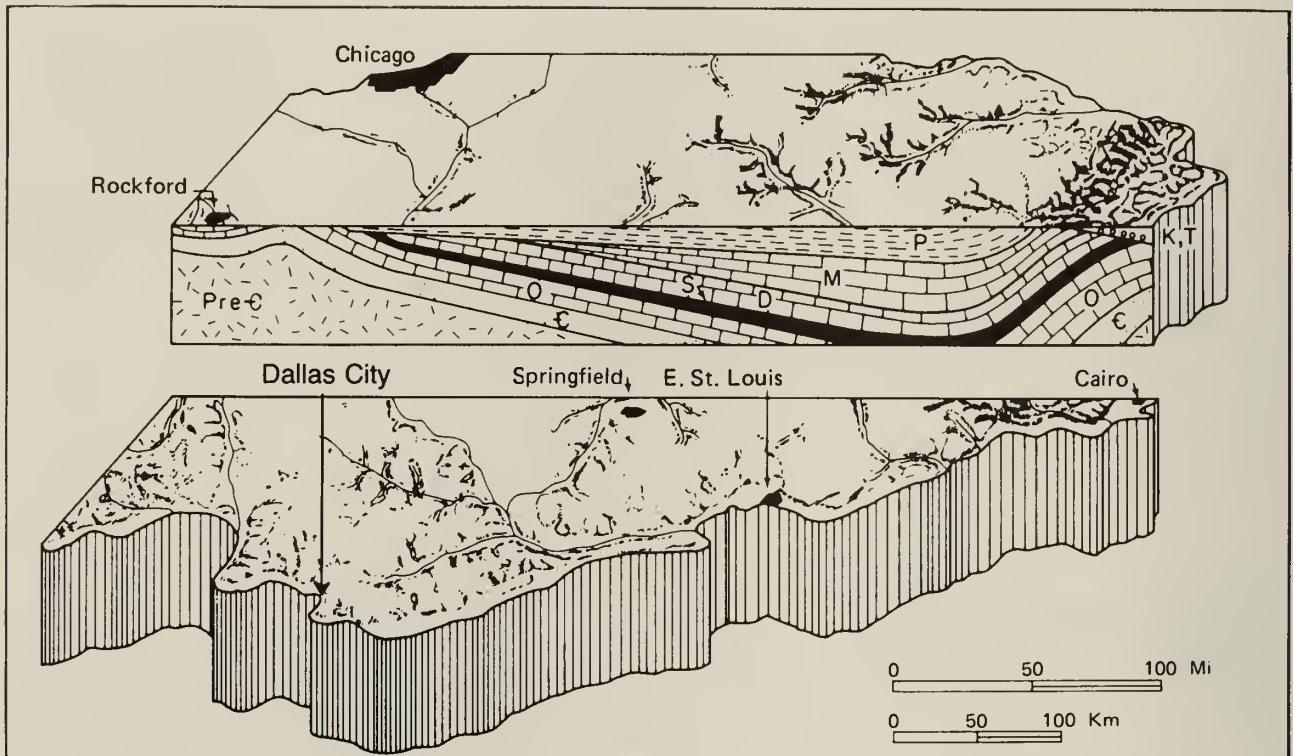 Chicago
Rockford
K, T
P
M
S
D
O
O
Pre-Є
Є
Є
Dallas City
Springfield
E. St. Louis
Cairo
0 50 100 Mi
0 50 100 Km